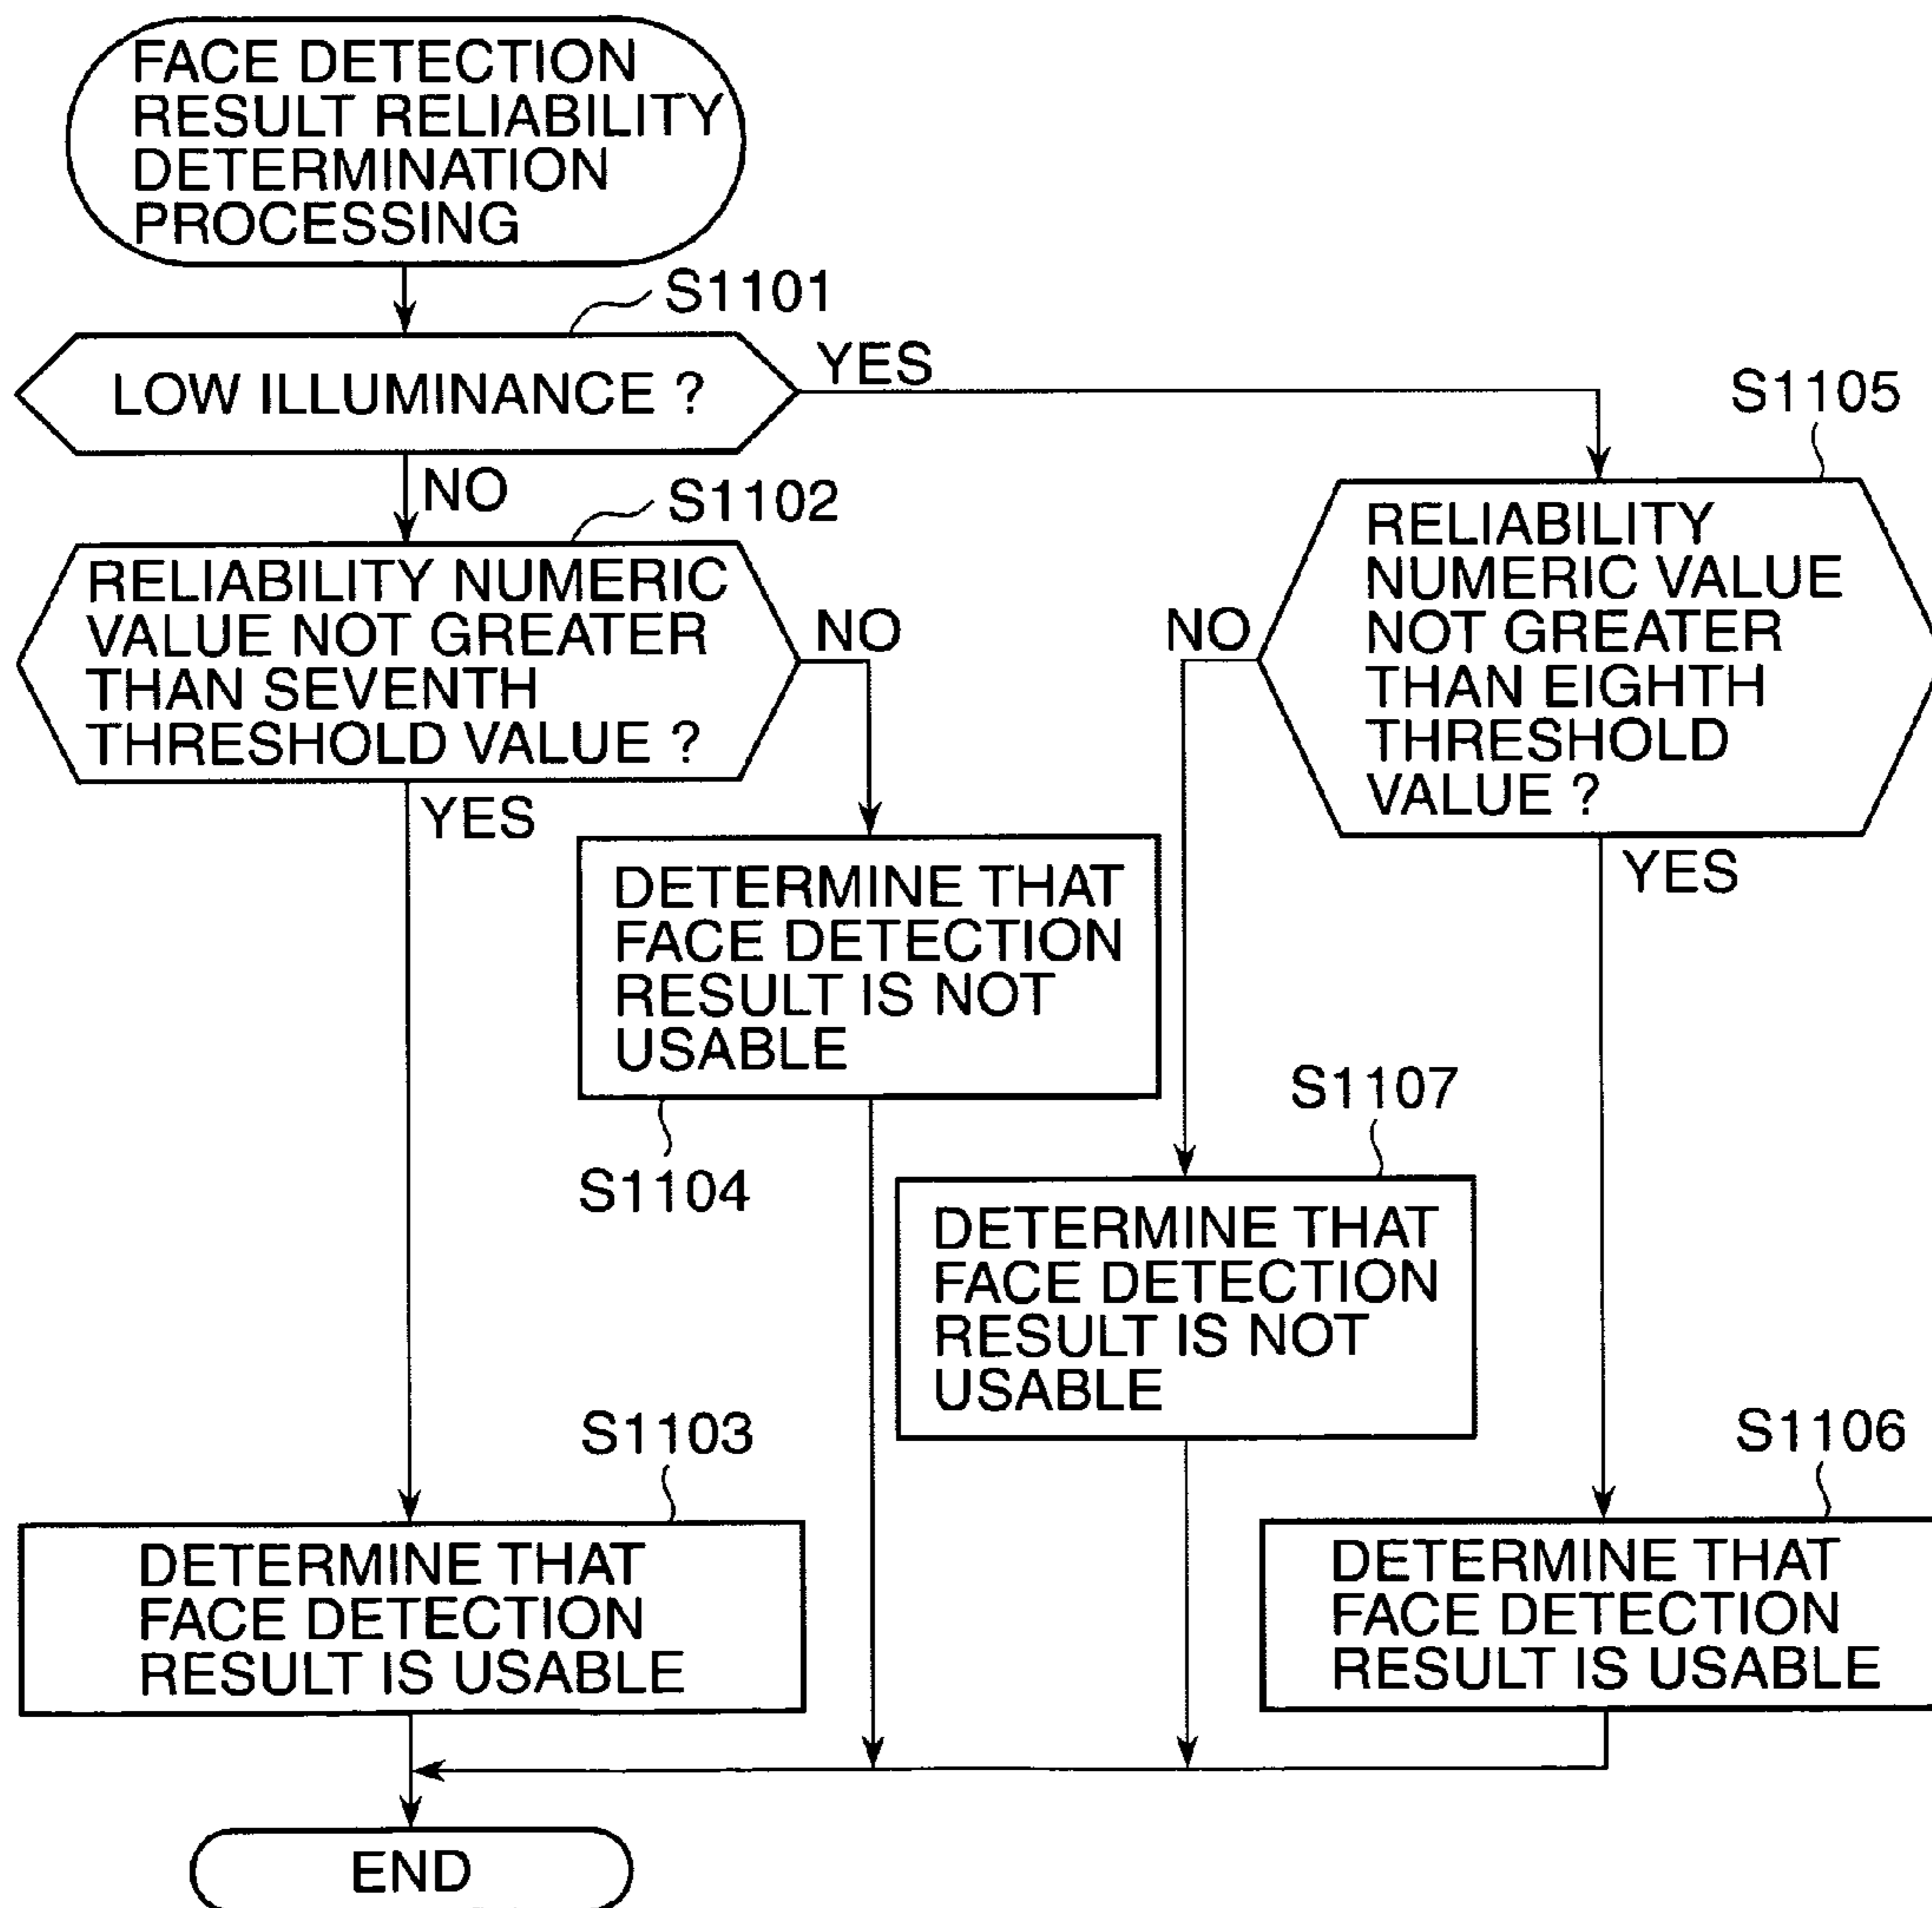 FACE DETECTION
RESULT RELIABILITY
DETERMINATION
PROCESSING
S1101
LOW ILLUMINANCE ?
YES
NO
S1105
S1102
RELIABILITY NUMERIC
VALUE NOT GREATER
THAN SEVENTH
THRESHOLD VALUE ?
NO
YES
NO
RELIABILITY
NUMERIC VALUE
NOT GREATER
THAN EIGHTH
THRESHOLD
VALUE ?
YES
DETERMINE THAT
FACE DETECTION
RESULT IS NOT
USABLE
S1104
S1107
DETERMINE THAT
FACE DETECTION
RESULT IS NOT
USABLE
S1103
DETERMINE THAT
FACE DETECTION
RESULT IS USABLE
S1106
DETERMINE THAT
FACE DETECTION
RESULT IS USABLE
END